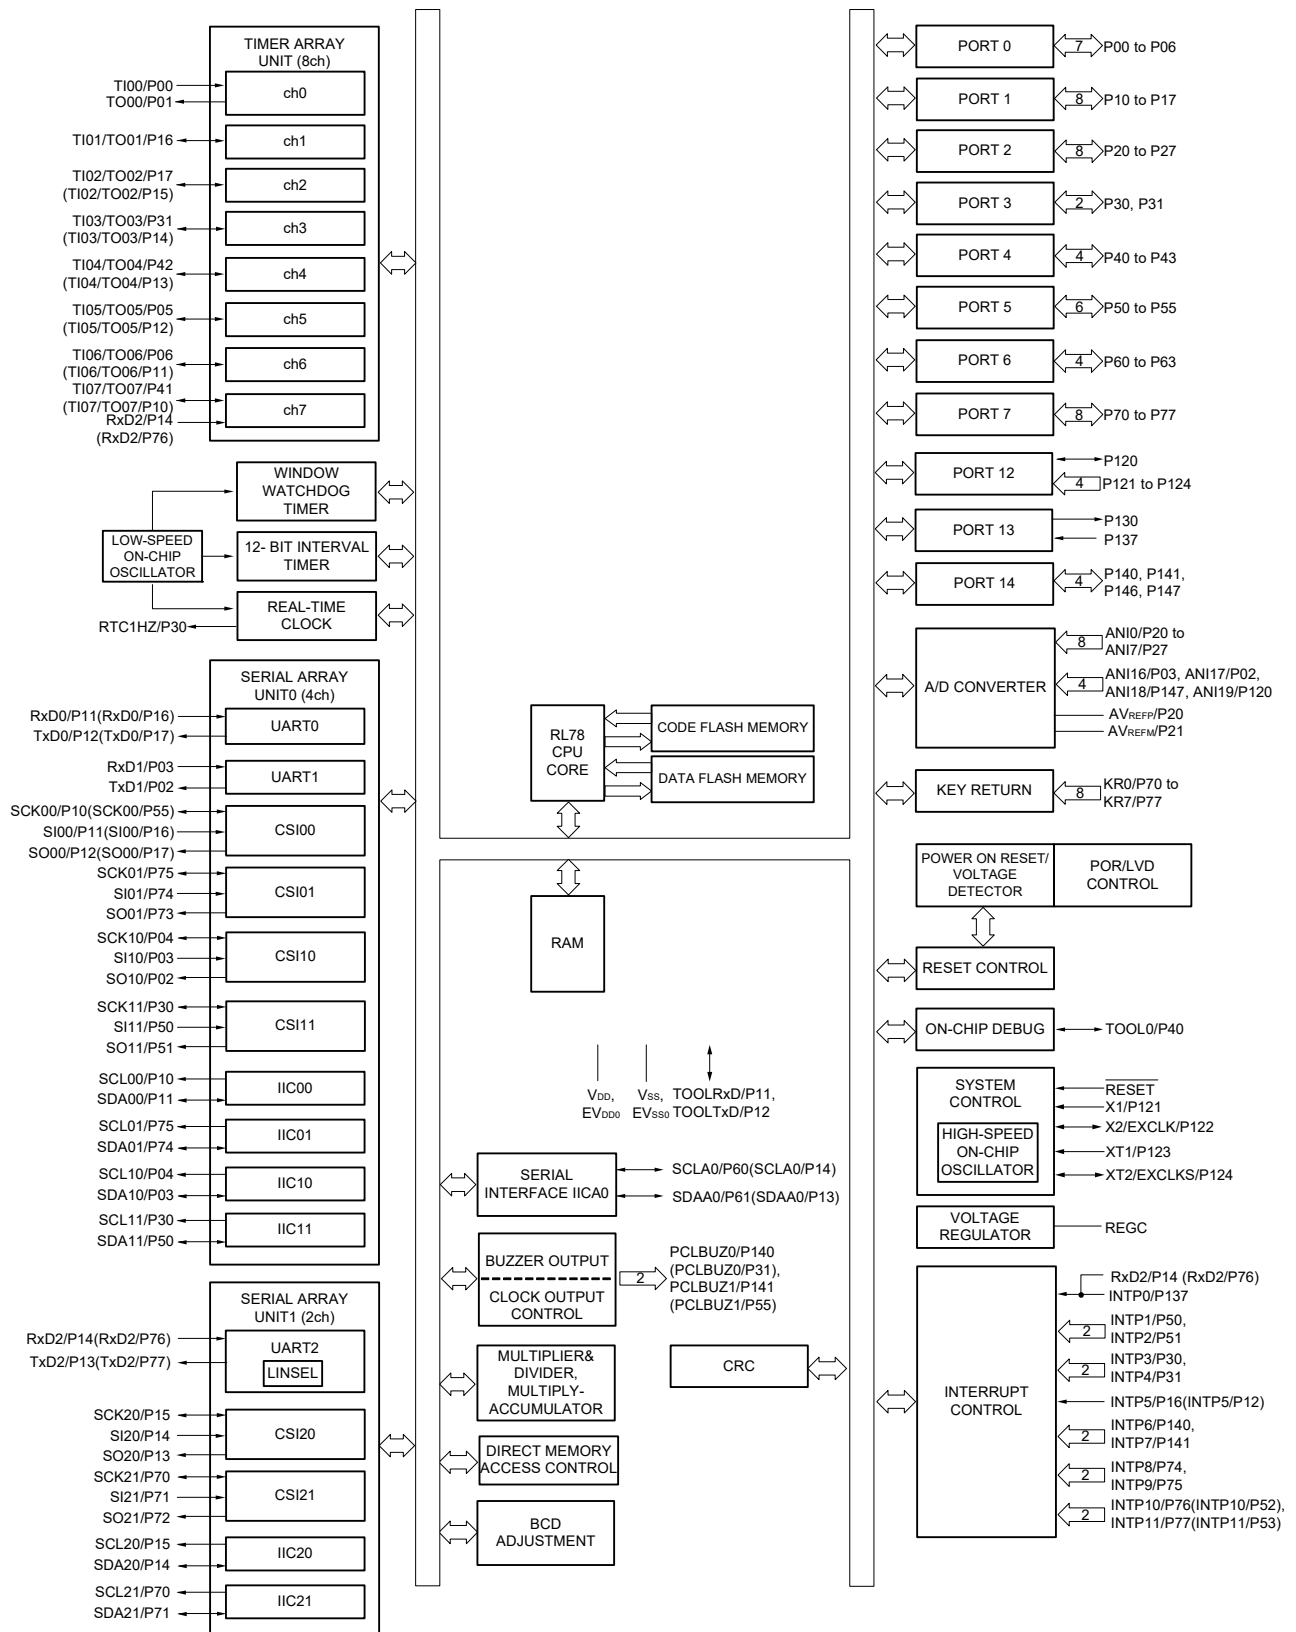 TIMER ARRAY
UNIT (8ch)
TI00/P00
TO00/P01
ch0
TI01/TO01/P16
ch1
TI02/TO02/P17
(TI02/TO02/P15)
ch2
TI03/TO03/P31
(TI03/TO03/P14)
ch3
TI04/TO04/P42
(TI04/TO04/P13)
ch4
TI05/TO05/P05
(TI05/TO05/P12)
ch5
TI06/TO06/P06
(TI06/TO06/P11)
ch6
TI07/TO07/P41
(TI07/TO07/P10)
RxD2/P14
(RxD2/P76)
ch7
WINDOW
WATCHDOG
TIMER
LOW-SPEED
ON-CHIP
OSCILLATOR
12- BIT INTERVAL
TIMER
REAL-TIME
CLOCK
RTC1HZ/P30
SERIAL ARRAY
UNIT0 (4ch)
RxD0/P11(RxD0/P16)
TxD0/P12(TxD0/P17)
UART0
RxD1/P03
TxD1/P02
UART1
SCK00/P10(SCK00/P55)
SI00/P11(SI00/P16)
SO00/P12(SO00/P17)
CSI00
SCK01/P75
SI01/P74
SO01/P73
CSI01
SCK10/P04
SI10/P03
SO10/P02
CSI10
SCK11/P30
SI11/P50
SO11/P51
CSI11
SCL00/P10
SDA00/P11
IIC00
SCL01/P75
SDA01/P74
IIC01
SCL10/P04
SDA10/P03
IIC10
SCL11/P30
SDA11/P50
IIC11
SERIAL ARRAY
UNIT1 (2ch)
RxD2/P14(RxD2/P76)
TxD2/P13(TxD2/P77)
UART2
LINSEL
SCK20/P15
SI20/P14
SO20/P13
CSI20
SCK21/P70
SI21/P71
SO21/P72
CSI21
SCL20/P15
SDA20/P14
IIC20
SCL21/P70
SDA21/P71
IIC21
RL78
CPU
CORE
CODE FLASH MEMORY
DATA FLASH MEMORY
RAM
VDD,
EVDD0
VSS,
EVSS0
TOOLRxD/P11,
TOOLTxD/P12
SERIAL
INTERFACE IICA0
SCLA0/P60(SCLA0/P14)
SDAA0/P61(SDAA0/P13)
BUZZER OUTPUT
CLOCK OUTPUT
CONTROL
2
PCLBUZ0/P140
(PCLBUZ0/P31),
PCLBUZ1/P141
(PCLBUZ1/P55)
MULTIPLIER&
DIVIDER,
MULTIPLY-
ACCUMULATOR
CRC
DIRECT MEMORY
ACCESS CONTROL
BCD
ADJUSTMENT
PORT 0
7
P00 to P06
PORT 1
8
P10 to P17
PORT 2
8
P20 to P27
PORT 3
2
P30, P31
PORT 4
4
P40 to P43
PORT 5
6
P50 to P55
PORT 6
4
P60 to P63
PORT 7
8
P70 to P77
PORT 12
P120
4
P121 to P124
PORT 13
P130
P137
PORT 14
4
P140, P141,
P146, P147
A/D CONVERTER
8
ANI0/P20 to
ANI7/P27
4
ANI16/P03, ANI17/P02,
ANI18/P147, ANI19/P120
AVREFP/P20
AVREFM/P21
KEY RETURN
8
KR0/P70 to
KR7/P77
POWER ON RESET/
VOLTAGE
DETECTOR
POR/LVD
CONTROL
RESET CONTROL
ON-CHIP DEBUG
TOOL0/P40
SYSTEM
CONTROL
HIGH-SPEED
ON-CHIP
OSCILLATOR
RESET
X1/P121
X2/EXCLK/P122
XT1/P123
XT2/EXCLKS/P124
VOLTAGE
REGULATOR
REGC
INTERRUPT
CONTROL
RxD2/P14 (RxD2/P76)
INTP0/P137
2
INTP1/P50,
INTP2/P51
2
INTP3/P30,
INTP4/P31
INTP5/P16(INTP5/P12)
2
INTP6/P140,
INTP7/P141
2
INTP8/P74,
INTP9/P75
2
INTP10/P76(INTP10/P52),
INTP11/P77(INTP11/P53)